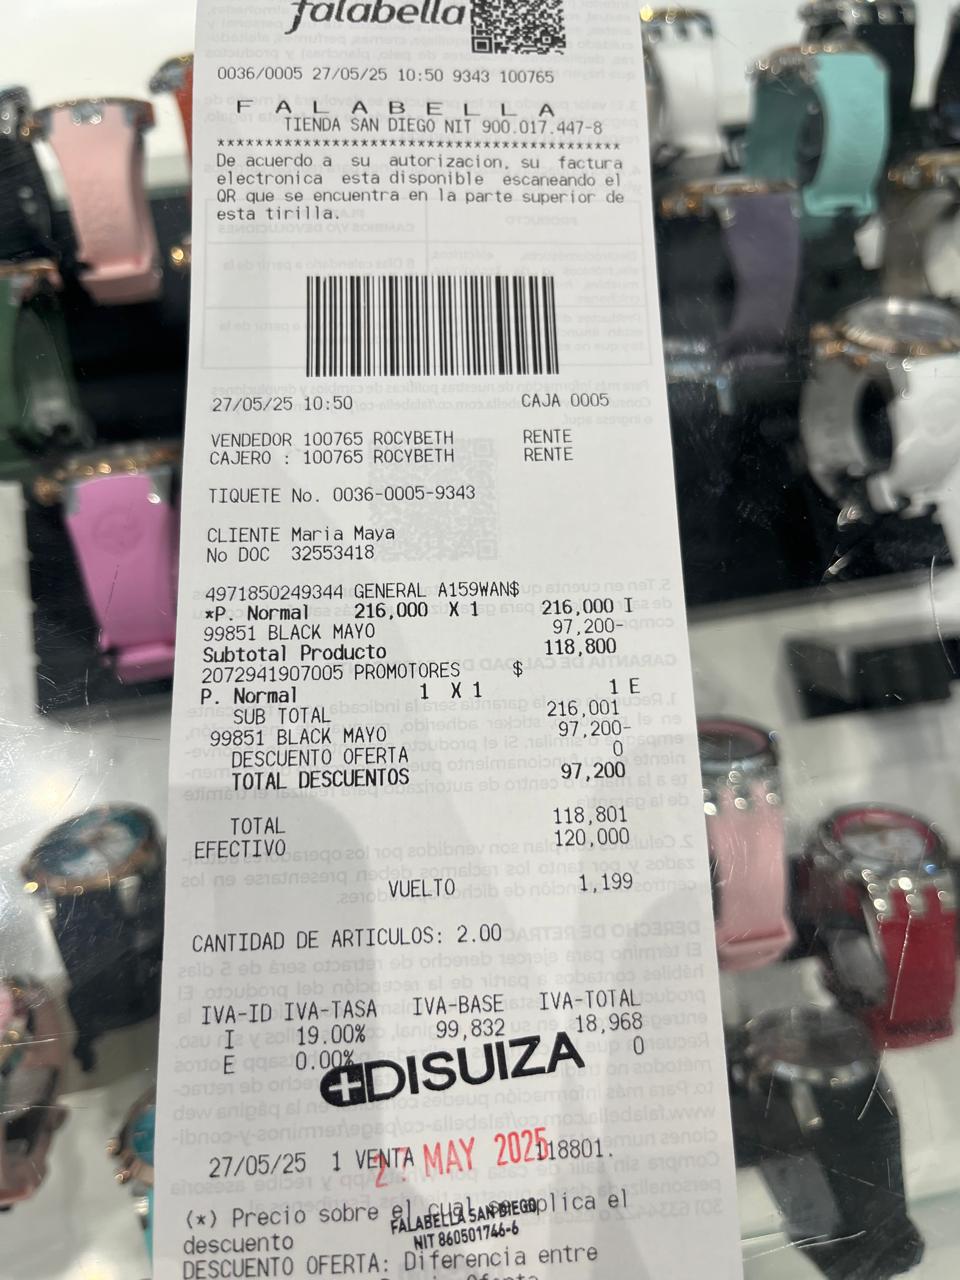 falabella
0036/0005 27/05/25 10:50 9343 100765
F A L A B E L L A
TIENDA SAN DIEGO NIT 900.017.447-8
****************************************
De acuerdo a su autorizacion, su factura
electronica esta disponible escaneando el
QR que se encuentra en la parte superior de
esta tirilla.
27/05/25 10:50 CAJA 0005
VENDEDOR 100765 ROCYBETH RENTE
CAJERO : 100765 ROCYBETH RENTE
TIQUETE No. 0036-0005-9343
CLIENTE Maria Maya
No DOC 32553418
4971850249344 GENERAL A159WAN$
*P. Normal 216,000 X 1 216,000 I
99851 BLACK MAYO 97,200-
Subtotal Producto 118,800
2072941907005 PROMOTORES $
P. Normal 1 X 1 1 E
SUB TOTAL 216,001
99851 BLACK MAYO 97,200-
DESCUENTO OFERTA 0
TOTAL DESCUENTOS 97,200
TOTAL 118,801
EFECTIVO 120,000
VUELTO 1,199
CANTIDAD DE ARTICULOS: 2.00
IVA-ID IVA-TASA IVA-BASE IVA-TOTAL
I 19.00% 99,832 18,968
E 0.00% 0
DISUIZA
27 MAY 2025
27/05/25 1 VENTA 118801.
(*) Precio sobre el cual se aplica el
descuento
FALABELLA SAN DIEGO
NIT 860501746-6
DESCUENTO OFERTA: Diferencia entre